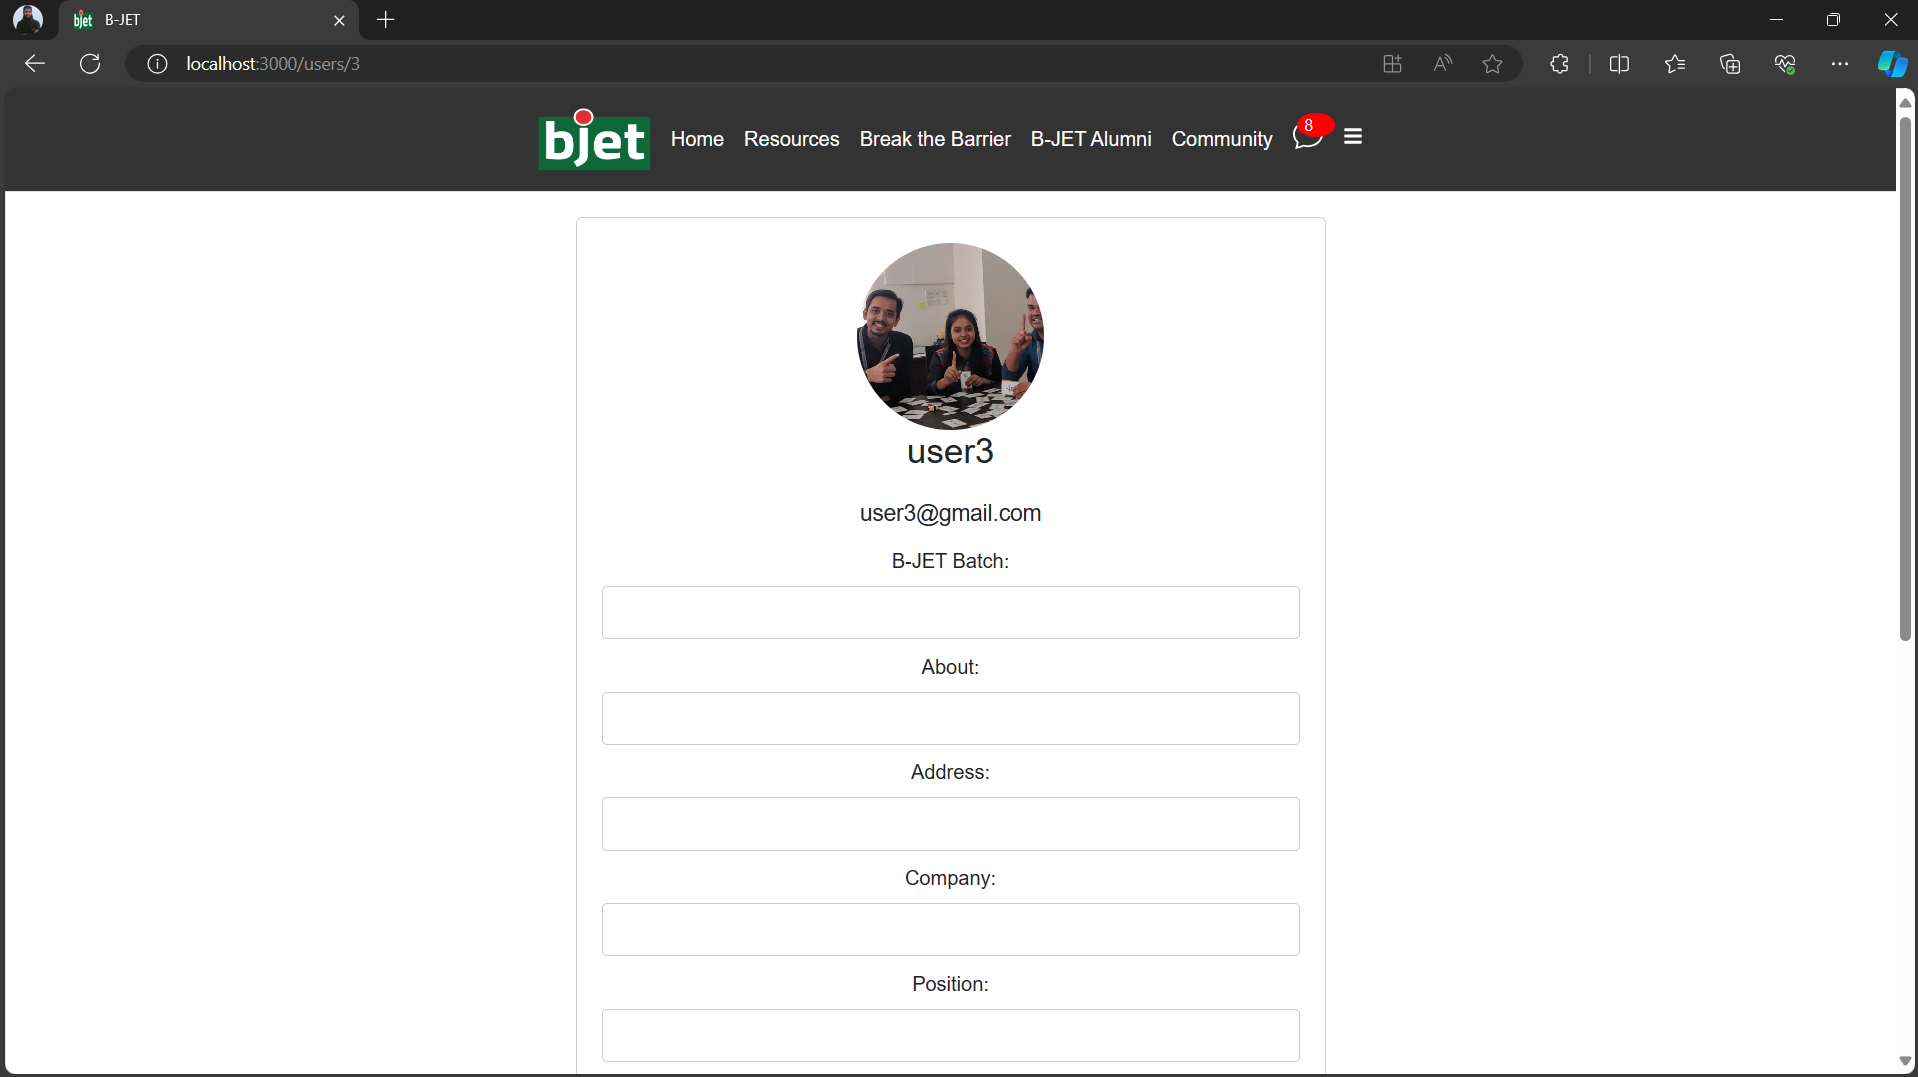 bjet B-JET
localhost:3000/users/3
bjet Home Resources Break the Barrier B-JET Alumni Community 8
user3
user3@gmail.com
B-JET Batch:
About:
Address:
Company:
Position: